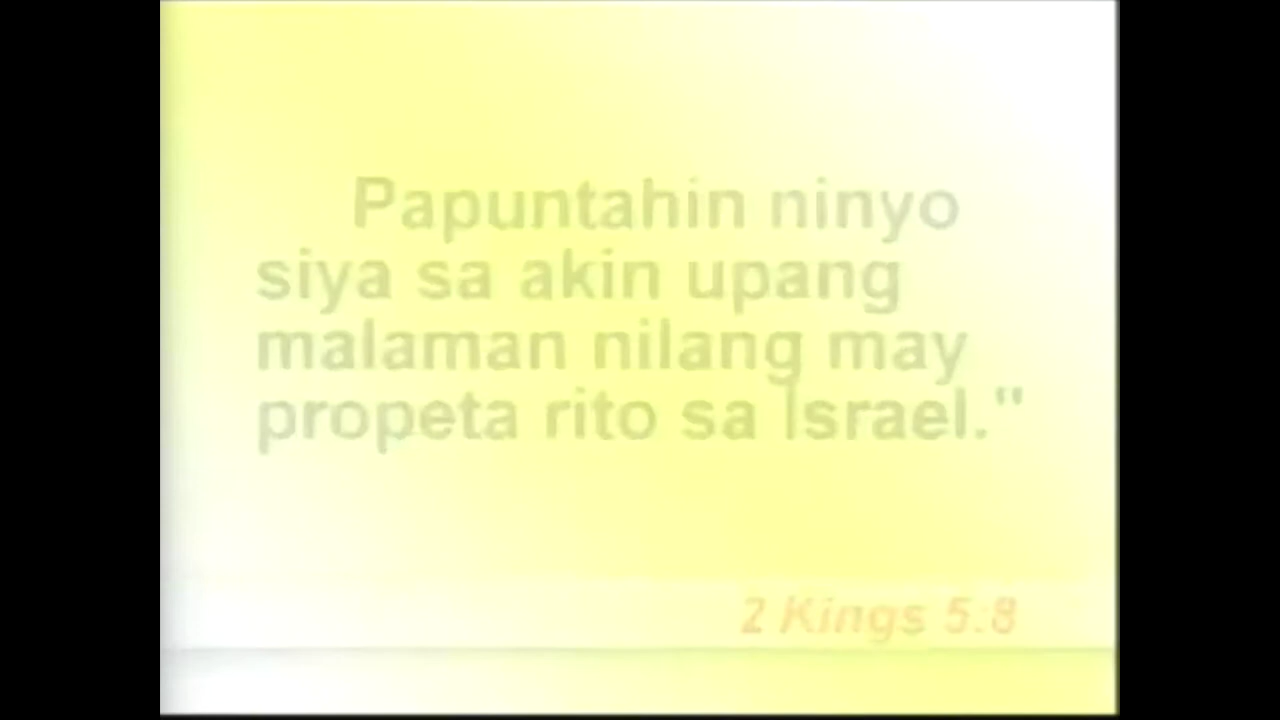 Papuntahin ninyo
siya sa akin upang
malaman nilang may
propeta rito sa Israel."
2 Kings 5:8